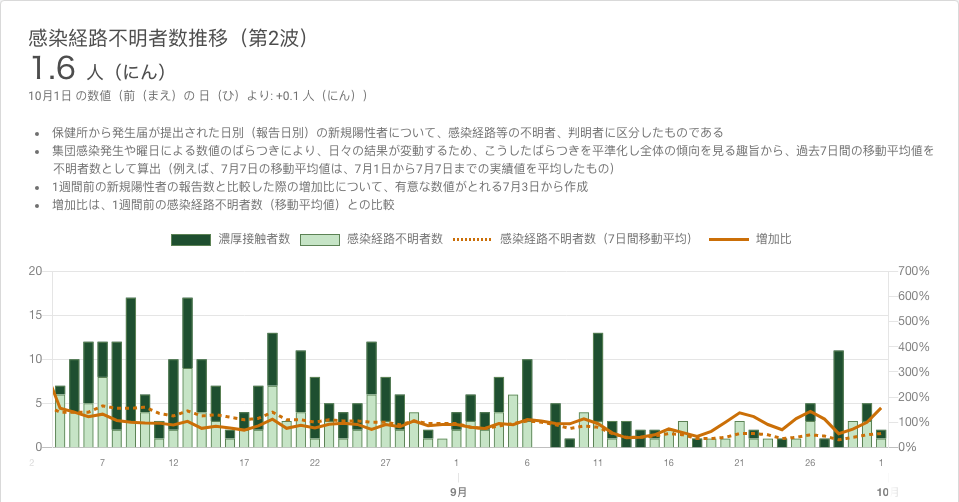 感染経路不明者数推移（第2波）
1.6 人（にん）
10月1日 の数値（前（まえ）の 日（ひ）より: +0.1 人（にん））
• 保健所から発生届が提出された日別（報告日別）の新規陽性者について、感染経路等の不明者、判明者に区分したものである
• 集団感染発生や曜日による数値のばらつきにより、日々の結果が変動するため、こうしたばらつきを平準化し全体の傾向を見る趣旨から、過去7日間の移動平均値を
不明者数として算出（例えば、7月7日の移動平均値は、7月1日から7月7日までの実績値を平均したもの）
• 1週間前の新規陽性者の報告数と比較した際の増加比について、有意な数値がとれる7月3日から作成
• 増加比は、1週間前の感染経路不明者数（移動平均値）との比較
濃厚接触者数 感染経路不明者数 感染経路不明者数（7日間移動平均） 増加比
20 700%
600%
15 500%
400%
10 300%
5 200%
100%
0 0%
2 7 12 17 22 27 1 6 11 16 21 26 1
9月 10月